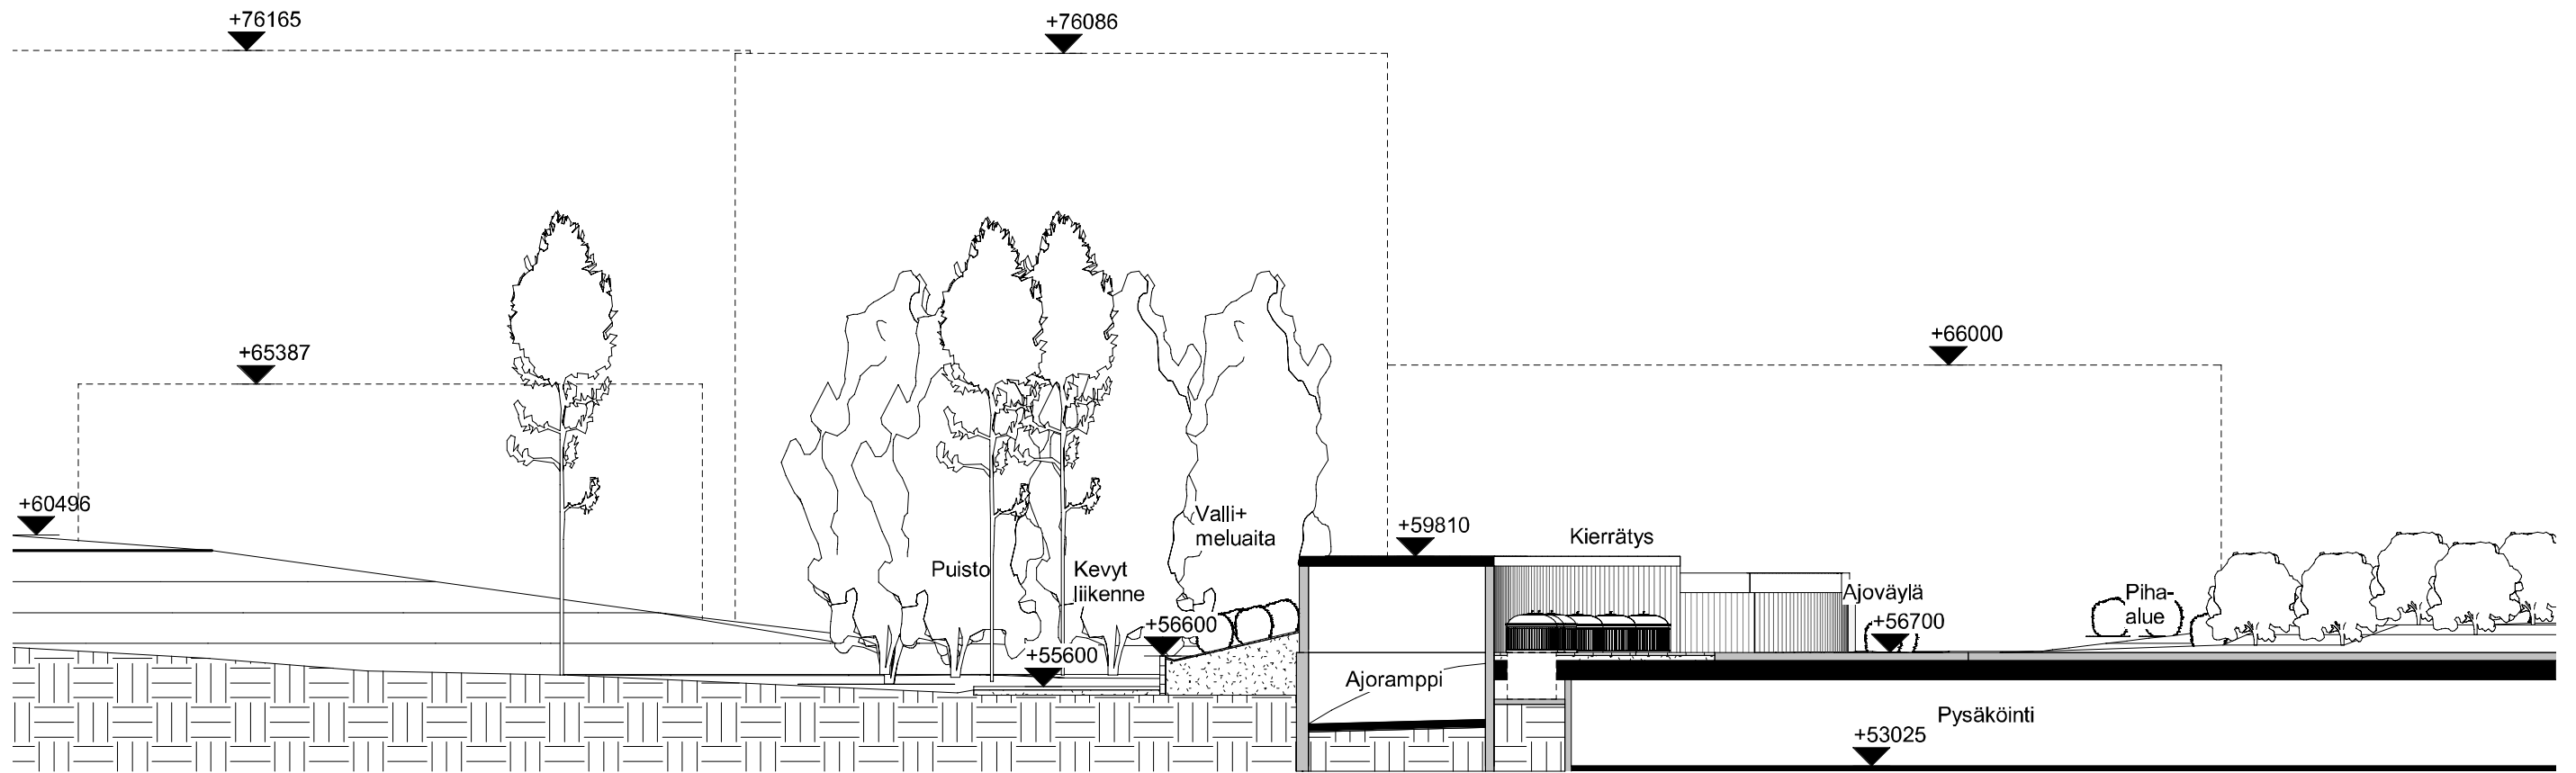 +76165
+76086
+66000
+65387
+60496
Valli+
meluaita
+59810
Kierrätys
Puisto
Kevyt
liikenne
Ajoväylä
Piha-
alue
+56600
+56700
+55600
Ajoramppi
Pysäköinti
+53025